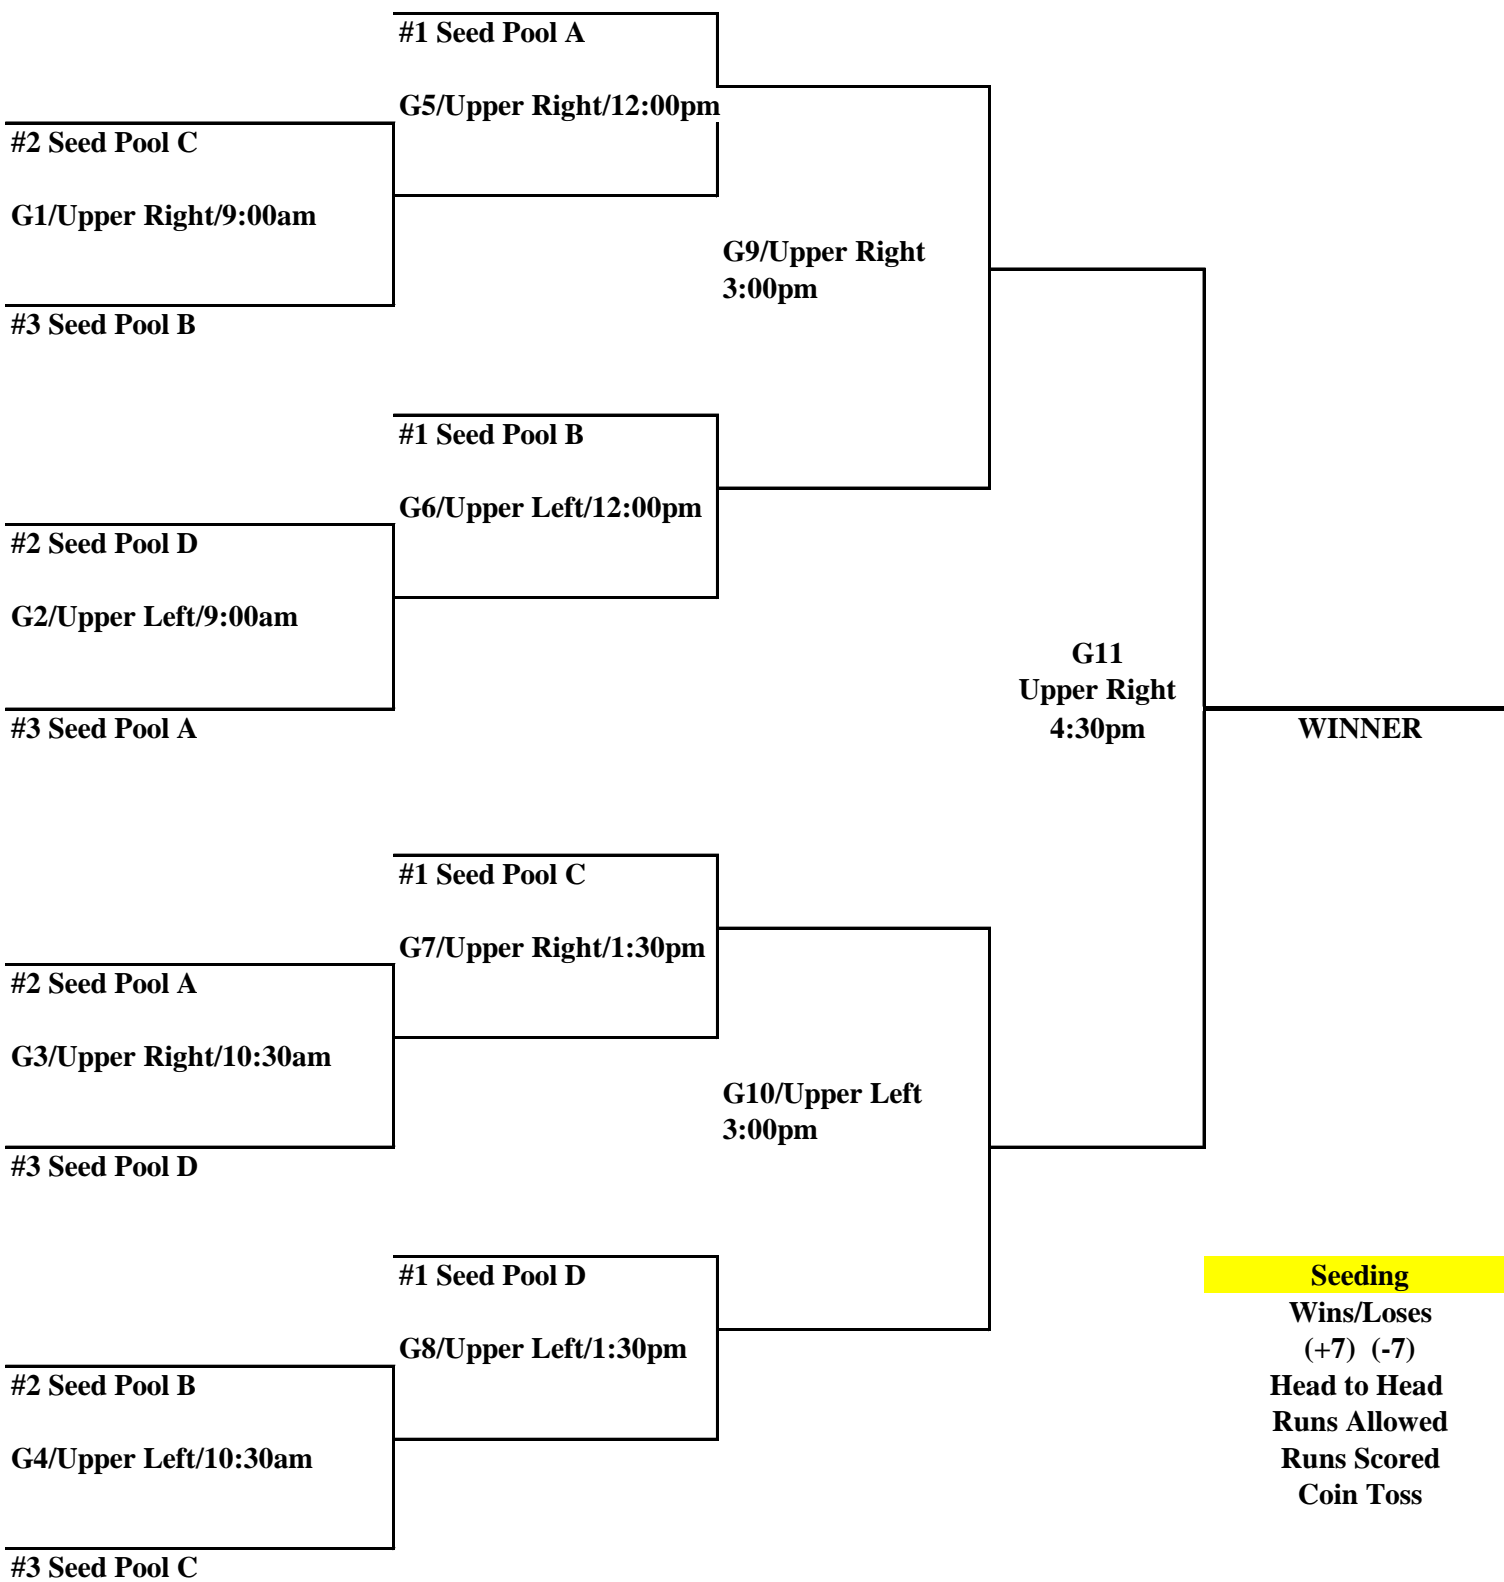 #1 Seed Pool A
G5/Upper Right/12:00pm
#2 Seed Pool C
G1/Upper Right/9:00am
G9/Upper Right
3:00pm
#3 Seed Pool B
#1 Seed Pool B
G6/Upper Left/12:00pm
#2 Seed Pool D
G2/Upper Left/9:00am
G11
Upper Right
4:30pm
WINNER
#3 Seed Pool A
#1 Seed Pool C
G7/Upper Right/1:30pm
#2 Seed Pool A
G3/Upper Right/10:30am
G10/Upper Left
3:00pm
#3 Seed Pool D
#1 Seed Pool D
G8/Upper Left/1:30pm
#2 Seed Pool B
G4/Upper Left/10:30am
#3 Seed Pool C
Seeding
Wins/Loses
(+7) (-7)
Head to Head
Runs Allowed
Runs Scored
Coin Toss